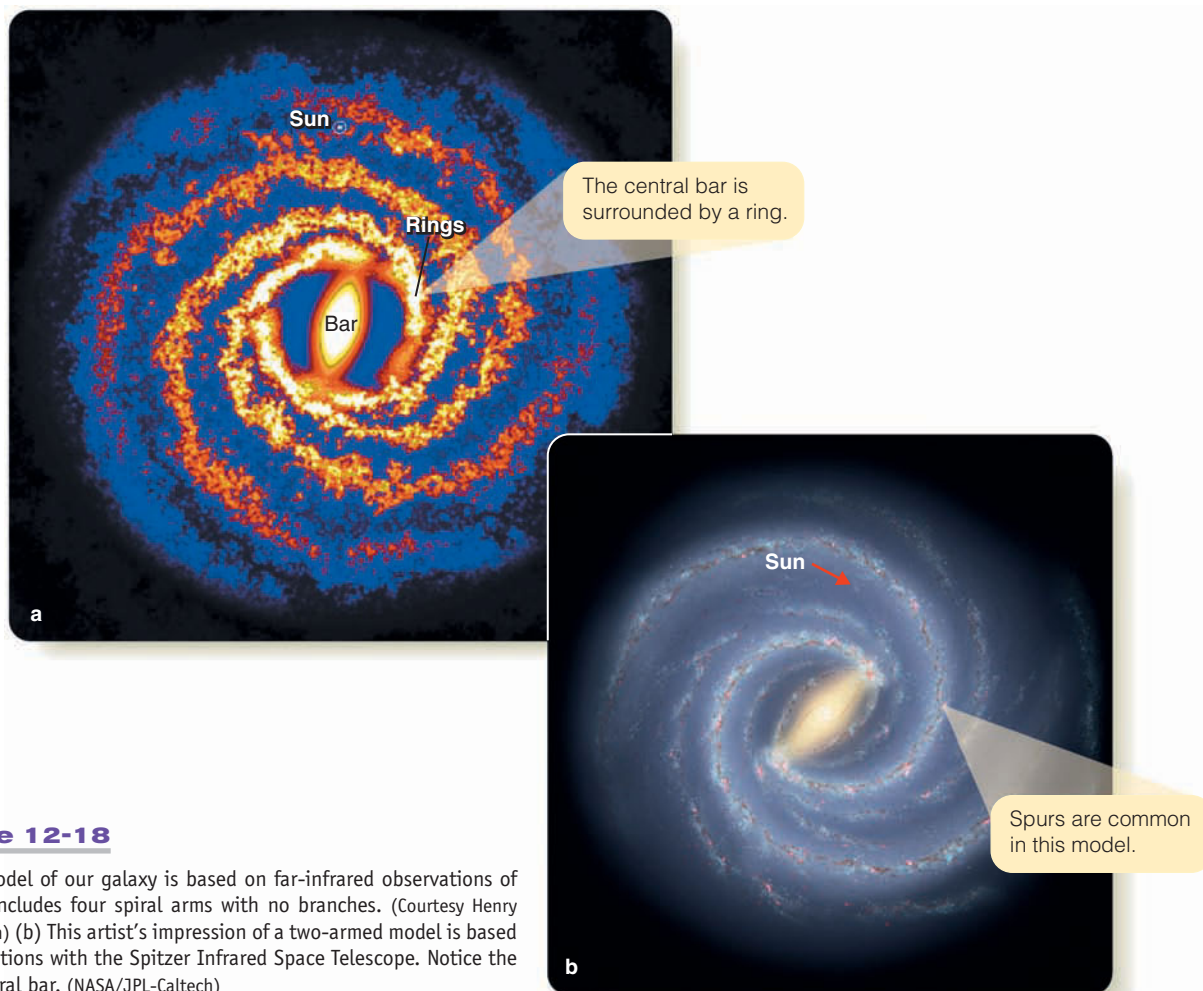 Sun
Rings
Bar
The central bar is
surrounded by a ring.
a
Sun
Spurs are common
in this model.
b
12-18
odel of our galaxy is based on far-infrared observations of
ncludes four spiral arms with no branches. (Courtesy Henry
(b) This artist's impression of a two-armed model is based
tions with the Spitzer Infrared Space Telescope. Notice the
ral bar. (NASA/JPL-Caltech)